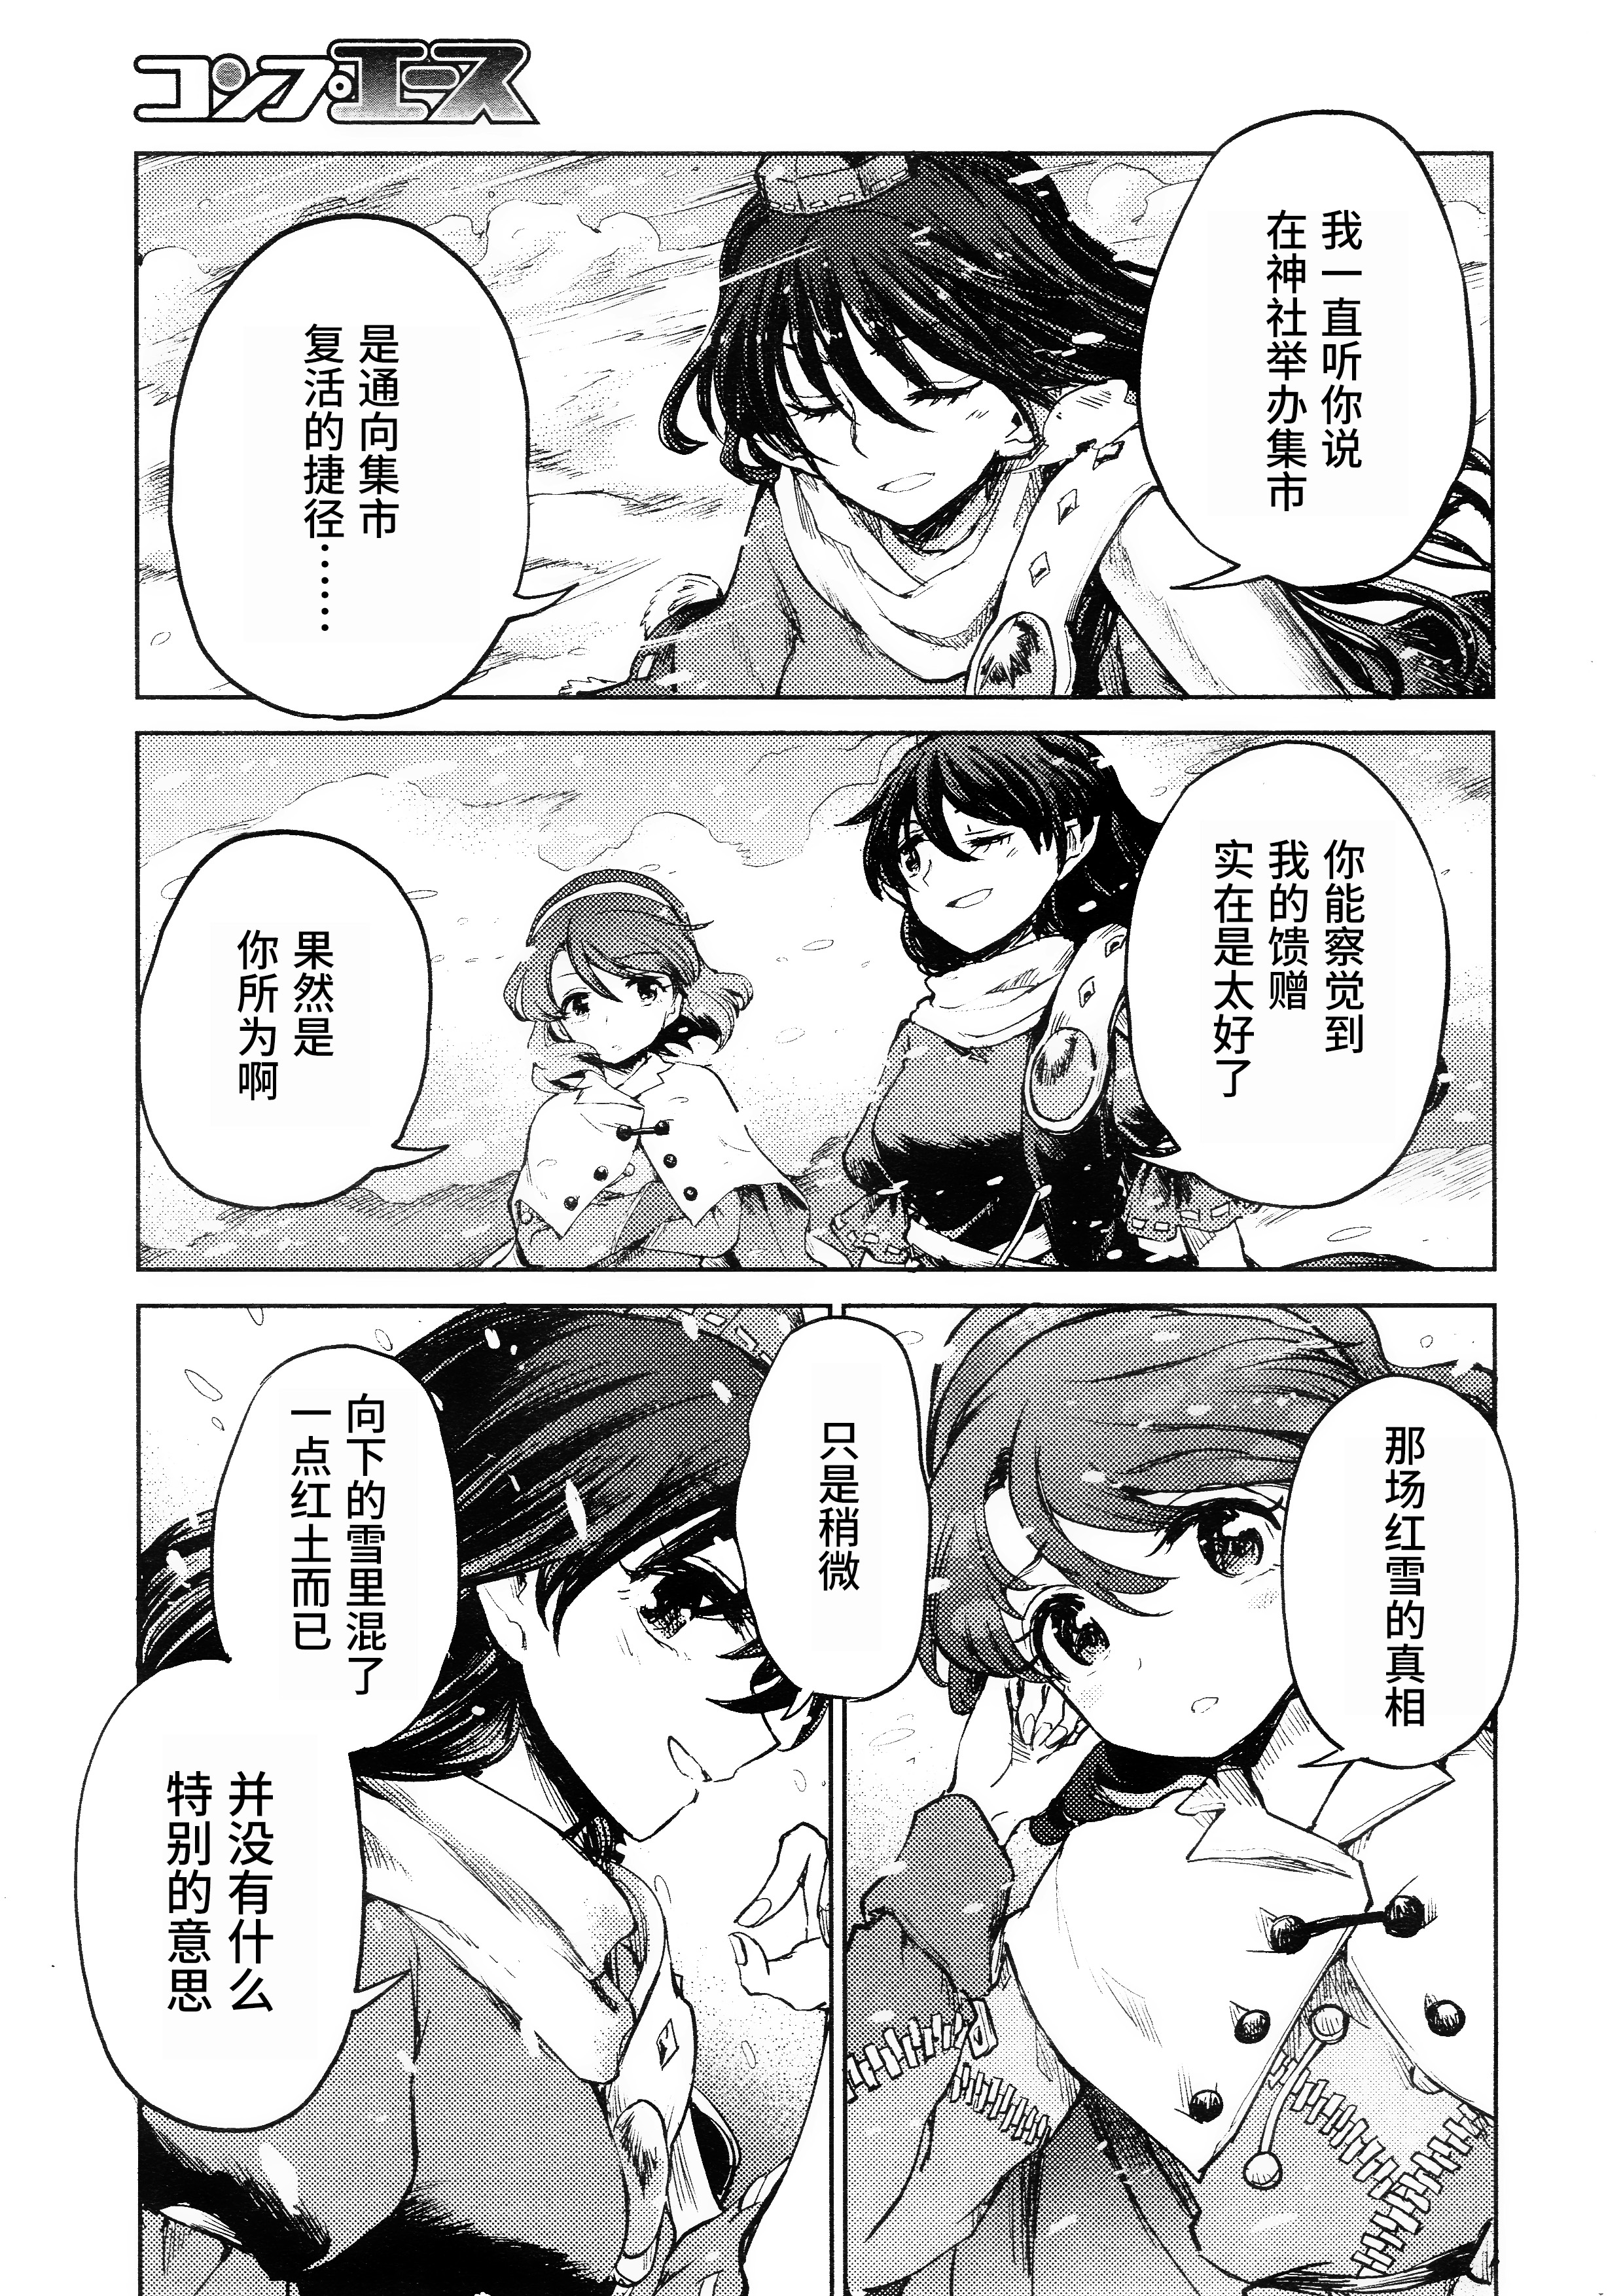 コンプエース
我一直听你说
在神社举办集市
是通向集市
复活的捷径……
你能察觉到
我的馈赠
实在是太好了
果然是
你所为啊
那场红雪的真相
只是稍微
向下的雪里混了
一点红土而已
并没有什么
特别的意思